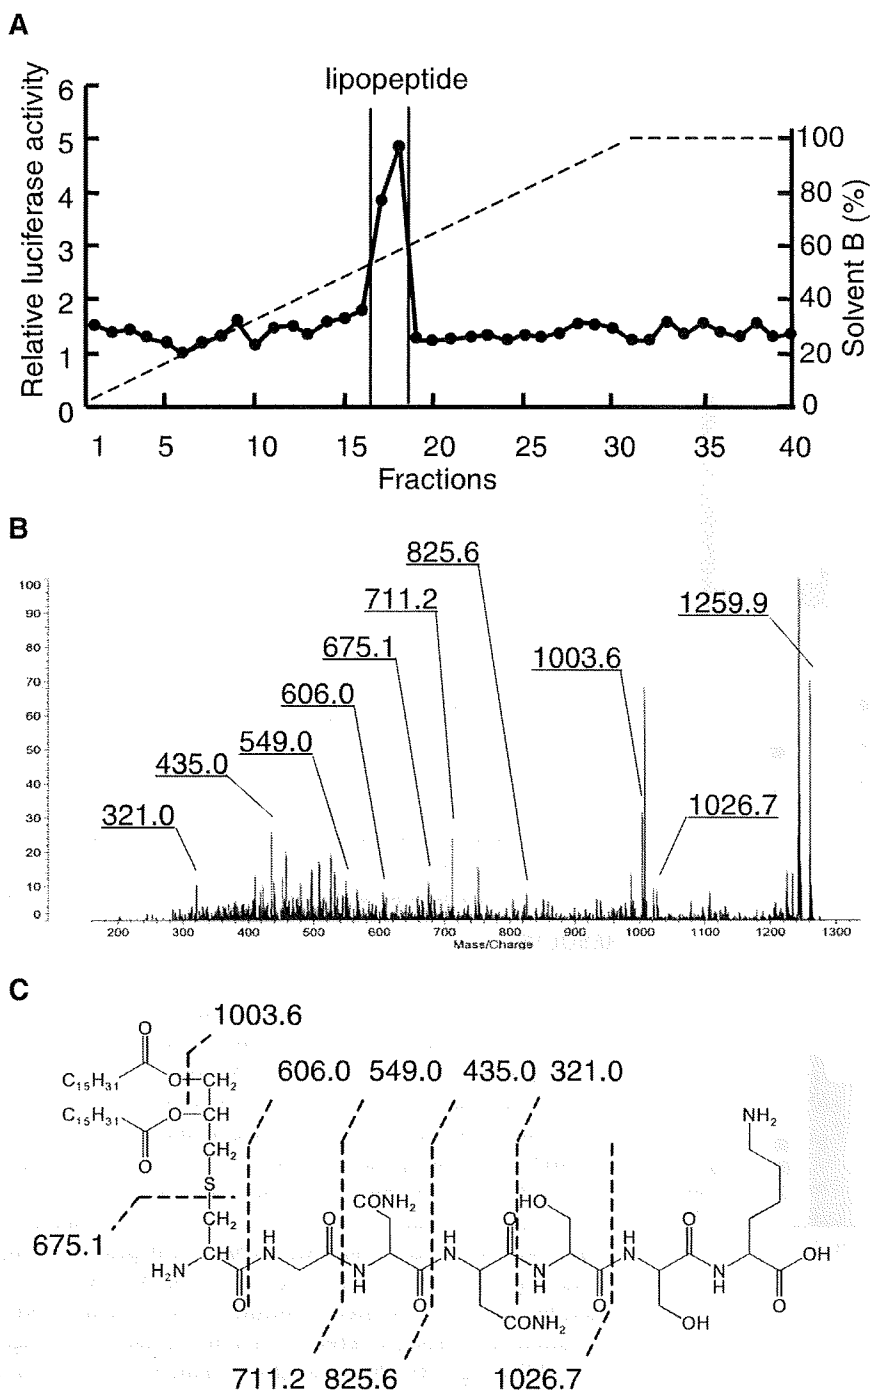 A
lipopeptide
Relative luciferase activity
6
5
4
3
2
1
0
100
80
60
40
20
0
Solvent B (%)
1 5 10 15 20 25 30 35 40
Fractions
B
825.6
711.2
1259.9
675.1
1003.6
606.0
549.0
435.0
1026.7
321.0
100
90
80
70
60
50
40
30
20
10
0
200 300 400 500 600 700 800 900 1000 1100 1200 1300
Mass/Charge
C
1003.6
606.0 549.0 435.0 321.0
O
C15H31 O CH2
C15H31 O CH
O CH2
S
CH2
675.1
CH
H2N
O
H
N
O
N
H
CONH2
O
H
N
O
CONH2
N
H
HO
O
H
N
O
OH
N
H
NH2
OH
O
711.2 825.6 1026.7